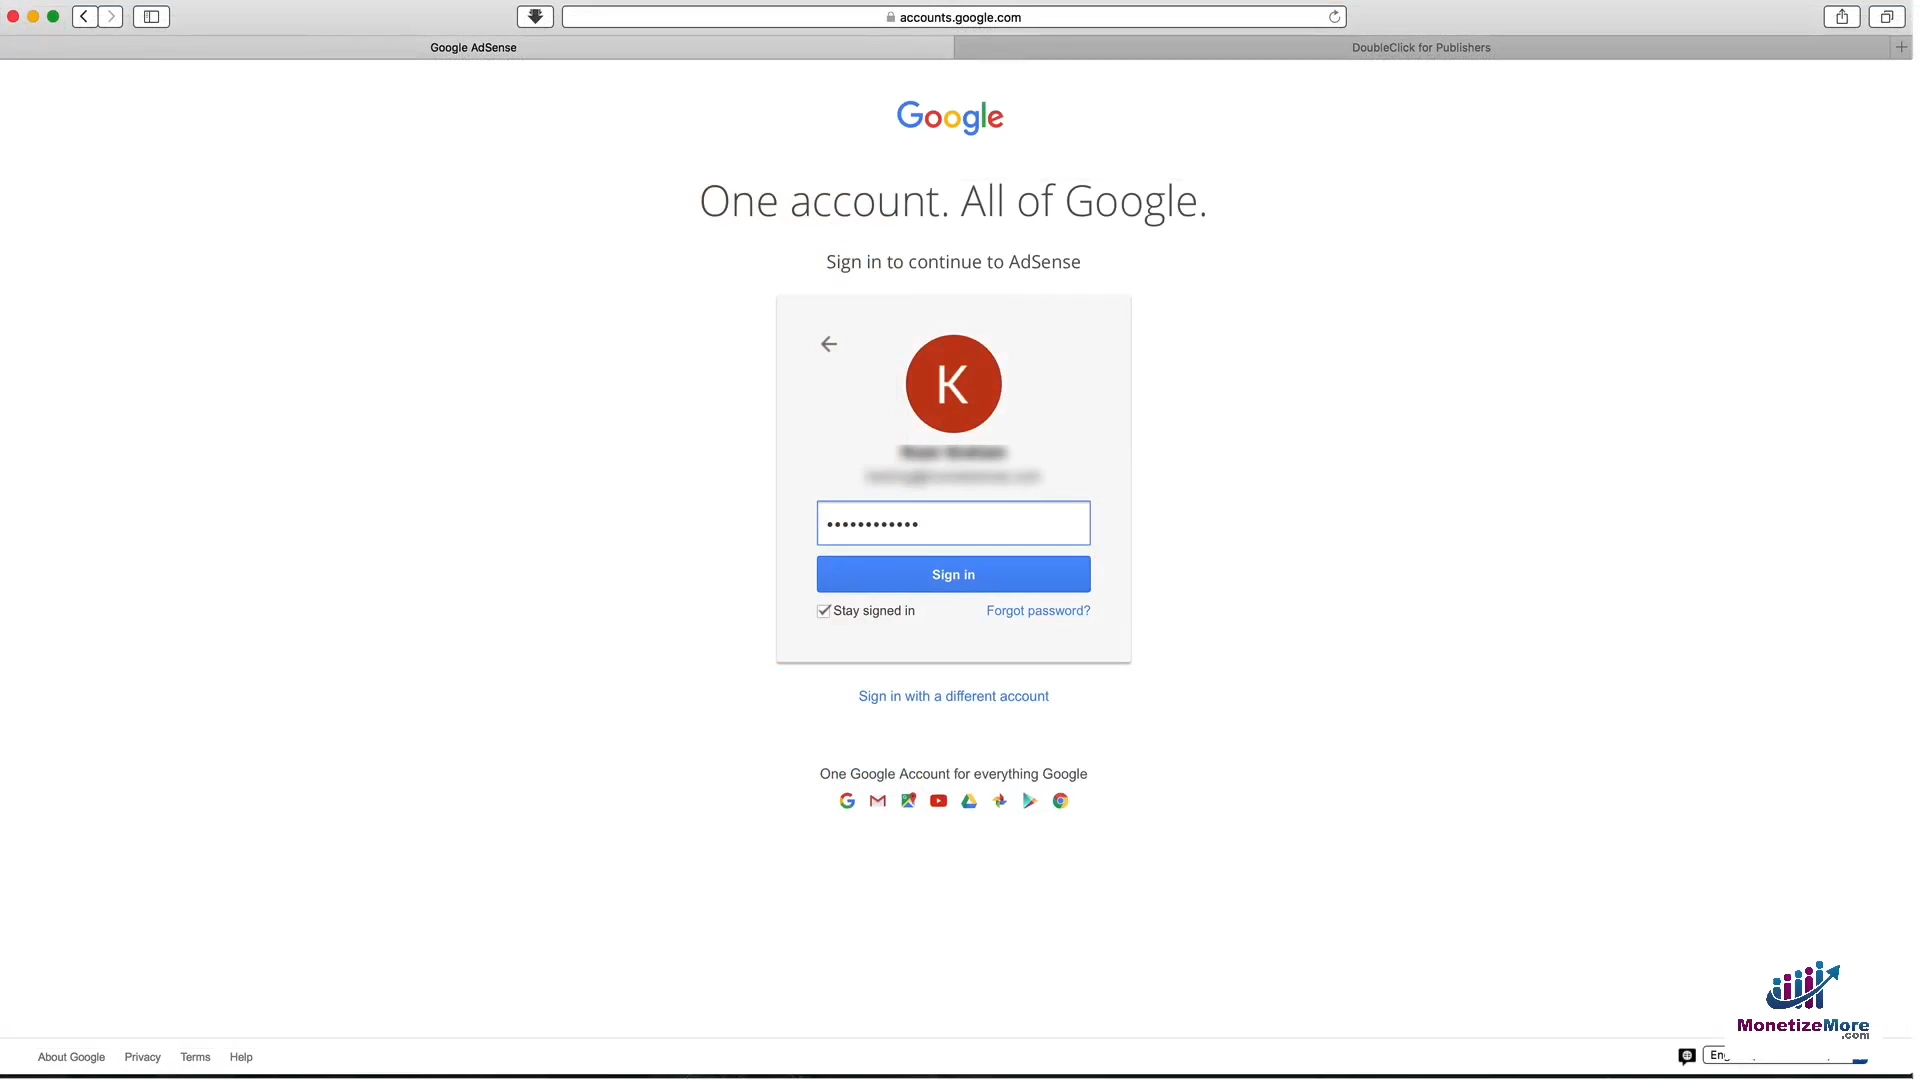 accounts.google.com
Google AdSense
DoubleClick for Publishers
Google
One account. All of Google.
Sign in to continue to AdSense
K
••••••••••••
Sign in
Stay signed in
Forgot password?
Sign in with a different account
One Google Account for everything Google
MonetizeMore
.com
About Google
Privacy
Terms
Help